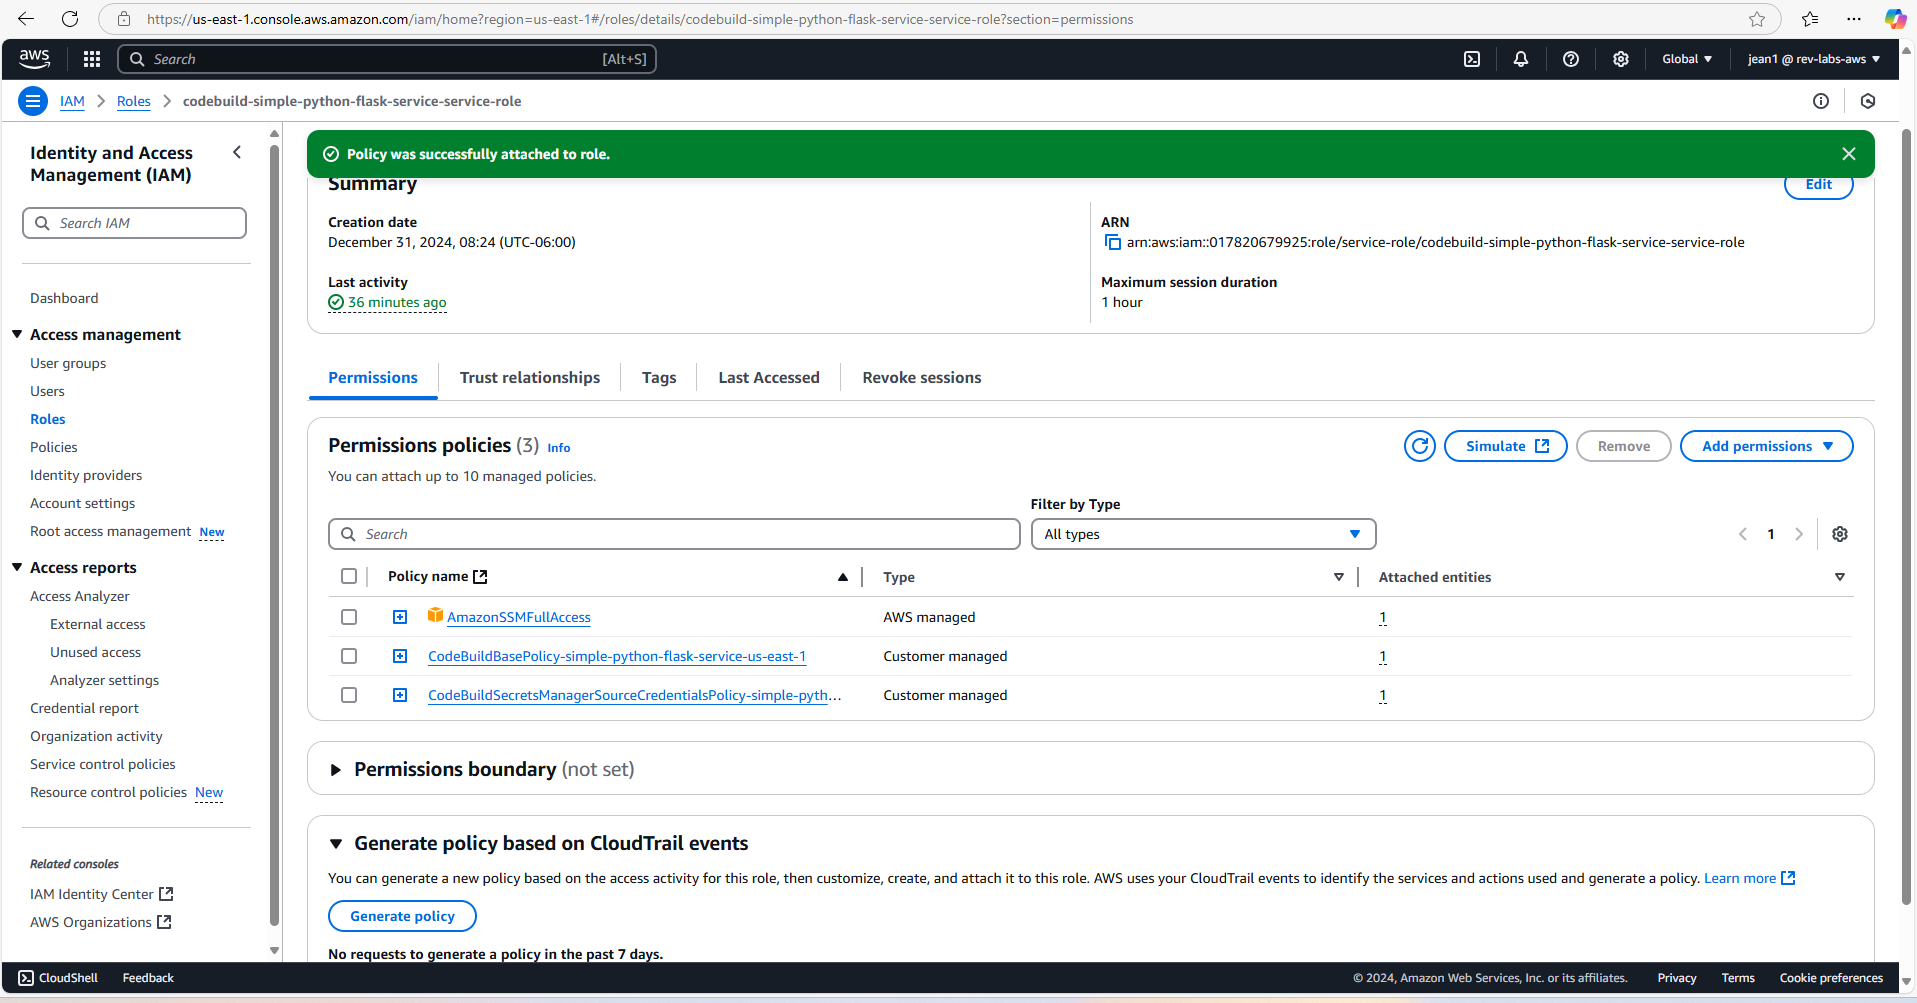 https://us-east-1.console.aws.amazon.com/iam/home?region=us-east-1#/roles/details/codebuild-simple-python-flask-service-service-role?section=permissions
aws
Search
[Alt+S]
Global
jean1 @ rev-labs-aws
IAM
Roles
codebuild-simple-python-flask-service-service-role
Identity and Access
Management (IAM)
Search IAM
Dashboard
Access management
User groups
Users
Roles
Policies
Identity providers
Account settings
Root access management New
Access reports
Access Analyzer
External access
Unused access
Analyzer settings
Credential report
Organization activity
Service control policies
Resource control policies New
Related consoles
IAM Identity Center
AWS Organizations
Policy was successfully attached to role.
Summary
Edit
Creation date
December 31, 2024, 08:24 (UTC-06:00)
Last activity
36 minutes ago
ARN
arn:aws:iam::017820679925:role/service-role/codebuild-simple-python-flask-service-service-role
Maximum session duration
1 hour
Permissions
Trust relationships
Tags
Last Accessed
Revoke sessions
Permissions policies (3) Info
Simulate
Remove
Add permissions
You can attach up to 10 managed policies.
Filter by Type
Search
All types
1
Policy name
Type
Attached entities
AmazonSSMFullAccess
AWS managed
1
CodeBuildBasePolicy-simple-python-flask-service-us-east-1
Customer managed
1
CodeBuildSecretsManagerSourceCredentialsPolicy-simple-pyth...
Customer managed
1
Permissions boundary (not set)
Generate policy based on CloudTrail events
You can generate a new policy based on the access activity for this role, then customize, create, and attach it to this role. AWS uses your CloudTrail events to identify the services and actions used and generate a policy. Learn more
Generate policy
No requests to generate a policy in the past 7 days.
CloudShell
Feedback
© 2024, Amazon Web Services, Inc. or its affiliates.
Privacy
Terms
Cookie preferences